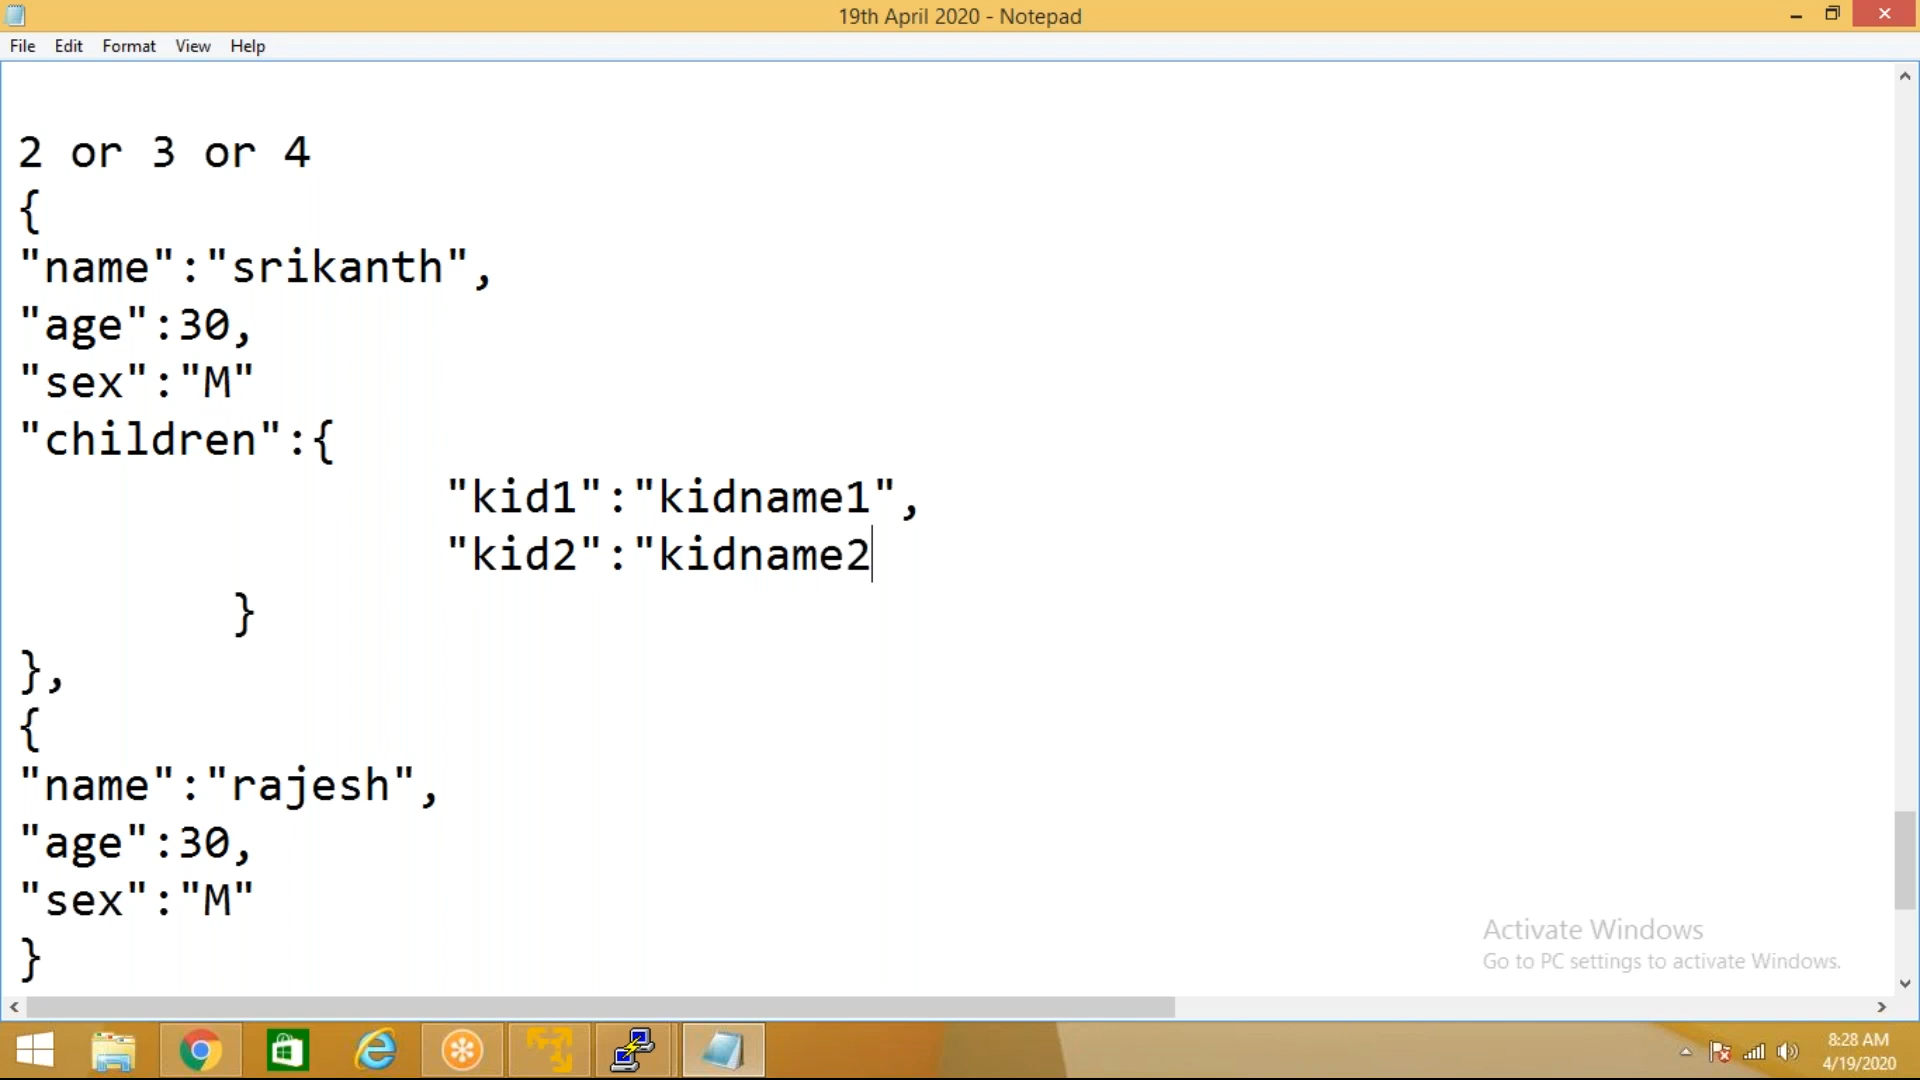 19th April 2020 - Notepad
File Edit Format View Help
2 or 3 or 4
{
"name":"srikanth",
"age":30,
"sex":"M"
"children":{
"kid1":"kidname1",
"kid2":"kidname2
}
},
{
"name":"rajesh",
"age":30,
"sex":"M"
}
Activate Windows
Go to PC settings to activate Windows.
8:28 AM
4/19/2020